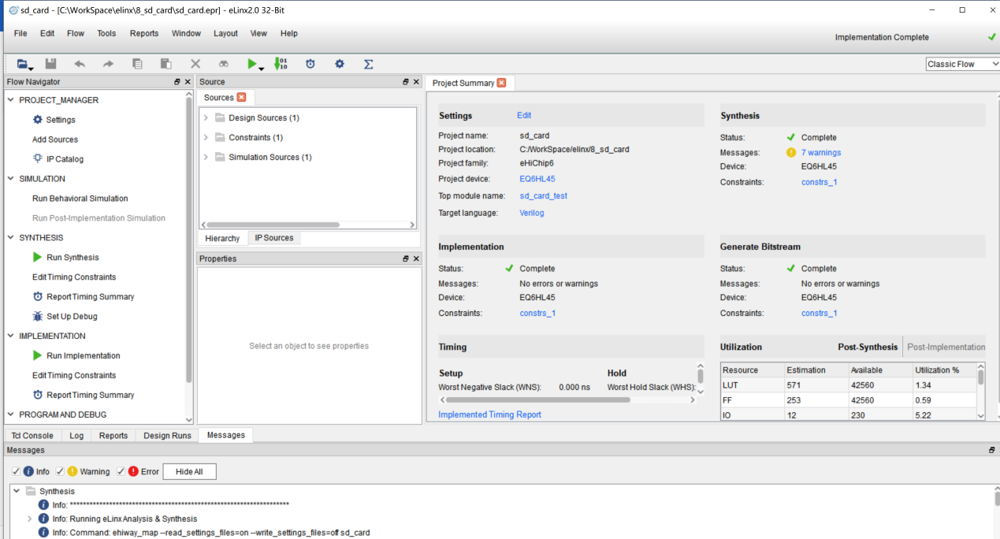 sd_card - [C:\WorkSpace\elinx\8_sd_card\sd_card.epr] - eLinx2.0 32-Bit
File Edit Flow Tools Reports Window Layout View Help
Implementation Complete
01
10
Classic Flow
Flow Navigator
PROJECT_MANAGER
Settings
Add Sources
IP Catalog
SIMULATION
Run Behavioral Simulation
Run Post-Implementation Simulation
SYNTHESIS
Run Synthesis
Edit Timing Constraints
Report Timing Summary
Set Up Debug
IMPLEMENTATION
Run Implementation
Edit Timing Constraints
Report Timing Summary
PROGRAM AND DEBUG
Source
Sources
Design Sources (1)
Constraints (1)
Simulation Sources (1)
Hierarchy IP Sources
Properties
Select an object to see properties
Project Summary
Settings Edit
Project name: sd_card
Project location: C:/WorkSpace/elinx/8_sd_card
Project family: eHiChip6
Project device: EQ6HL45
Top module name: sd_card_test
Target language: Verilog
Synthesis
Status: Complete
Messages: 7 warnings
Device: EQ6HL45
Constraints: constrs_1
Implementation
Status: Complete
Messages: No errors or warnings
Device: EQ6HL45
Constraints: constrs_1
Generate Bitstream
Status: Complete
Messages: No errors or warnings
Device: EQ6HL45
Constraints: constrs_1
Timing
Setup Hold
Worst Negative Slack (WNS): 0.000 ns Worst Hold Slack (WHS):
Implemented Timing Report
Utilization Post-Synthesis Post-Implementation
Resource Estimation Available Utilization %
LUT 571 42560 1.34
FF 253 42560 0.59
IO 12 230 5.22
Tcl Console Log Reports Design Runs Messages
Messages
Info Warning Error Hide All
Synthesis
Info: *******************************************************************
Info: Running eLinx Analysis & Synthesis
Info: Command: ehiway_map --read_settings_files=on --write_settings_files=off sd_card